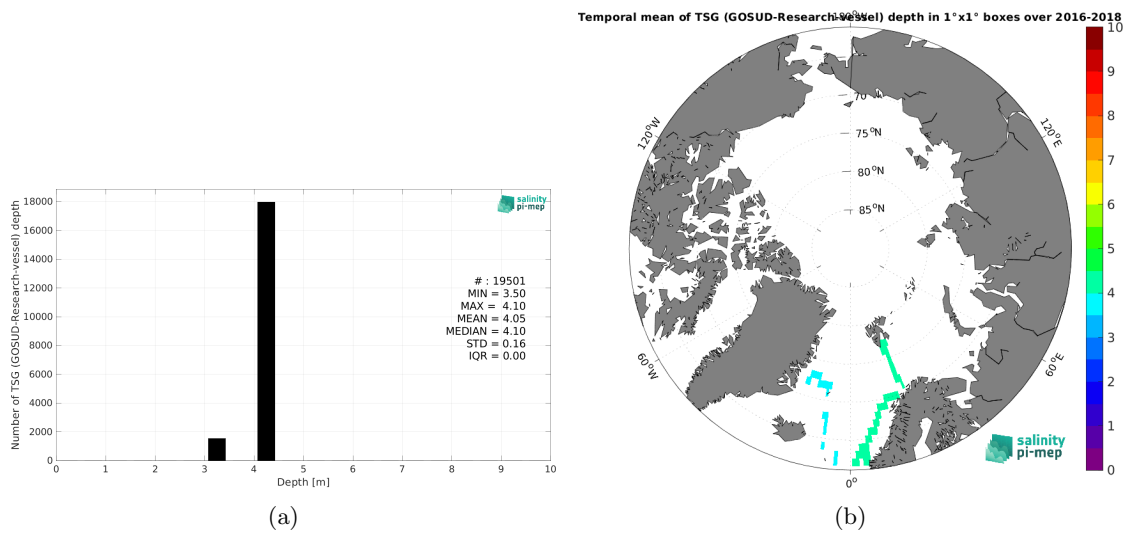 Temporal mean of TSG (GOSUD-Research-vessel) depth in 1°x1° boxes over 2016-2018
180°W
70
75°N
80°N
85°N
120°W
120°E
60°W
60°E
0°
10
9
8
7
6
5
4
3
2
1
0
salinity
pi-mep
Number of TSG (GOSUD-Research-vessel) depth
18000
16000
14000
12000
10000
8000
6000
4000
2000
0
salinity
pi-mep
# : 19501
MIN = 3.50
MAX = 4.10
MEAN = 4.05
MEDIAN = 4.10
STD = 0.16
IQR = 0.00
0 1 2 3 4 5 6 7 8 9 10
Depth [m]
(a)
(b)